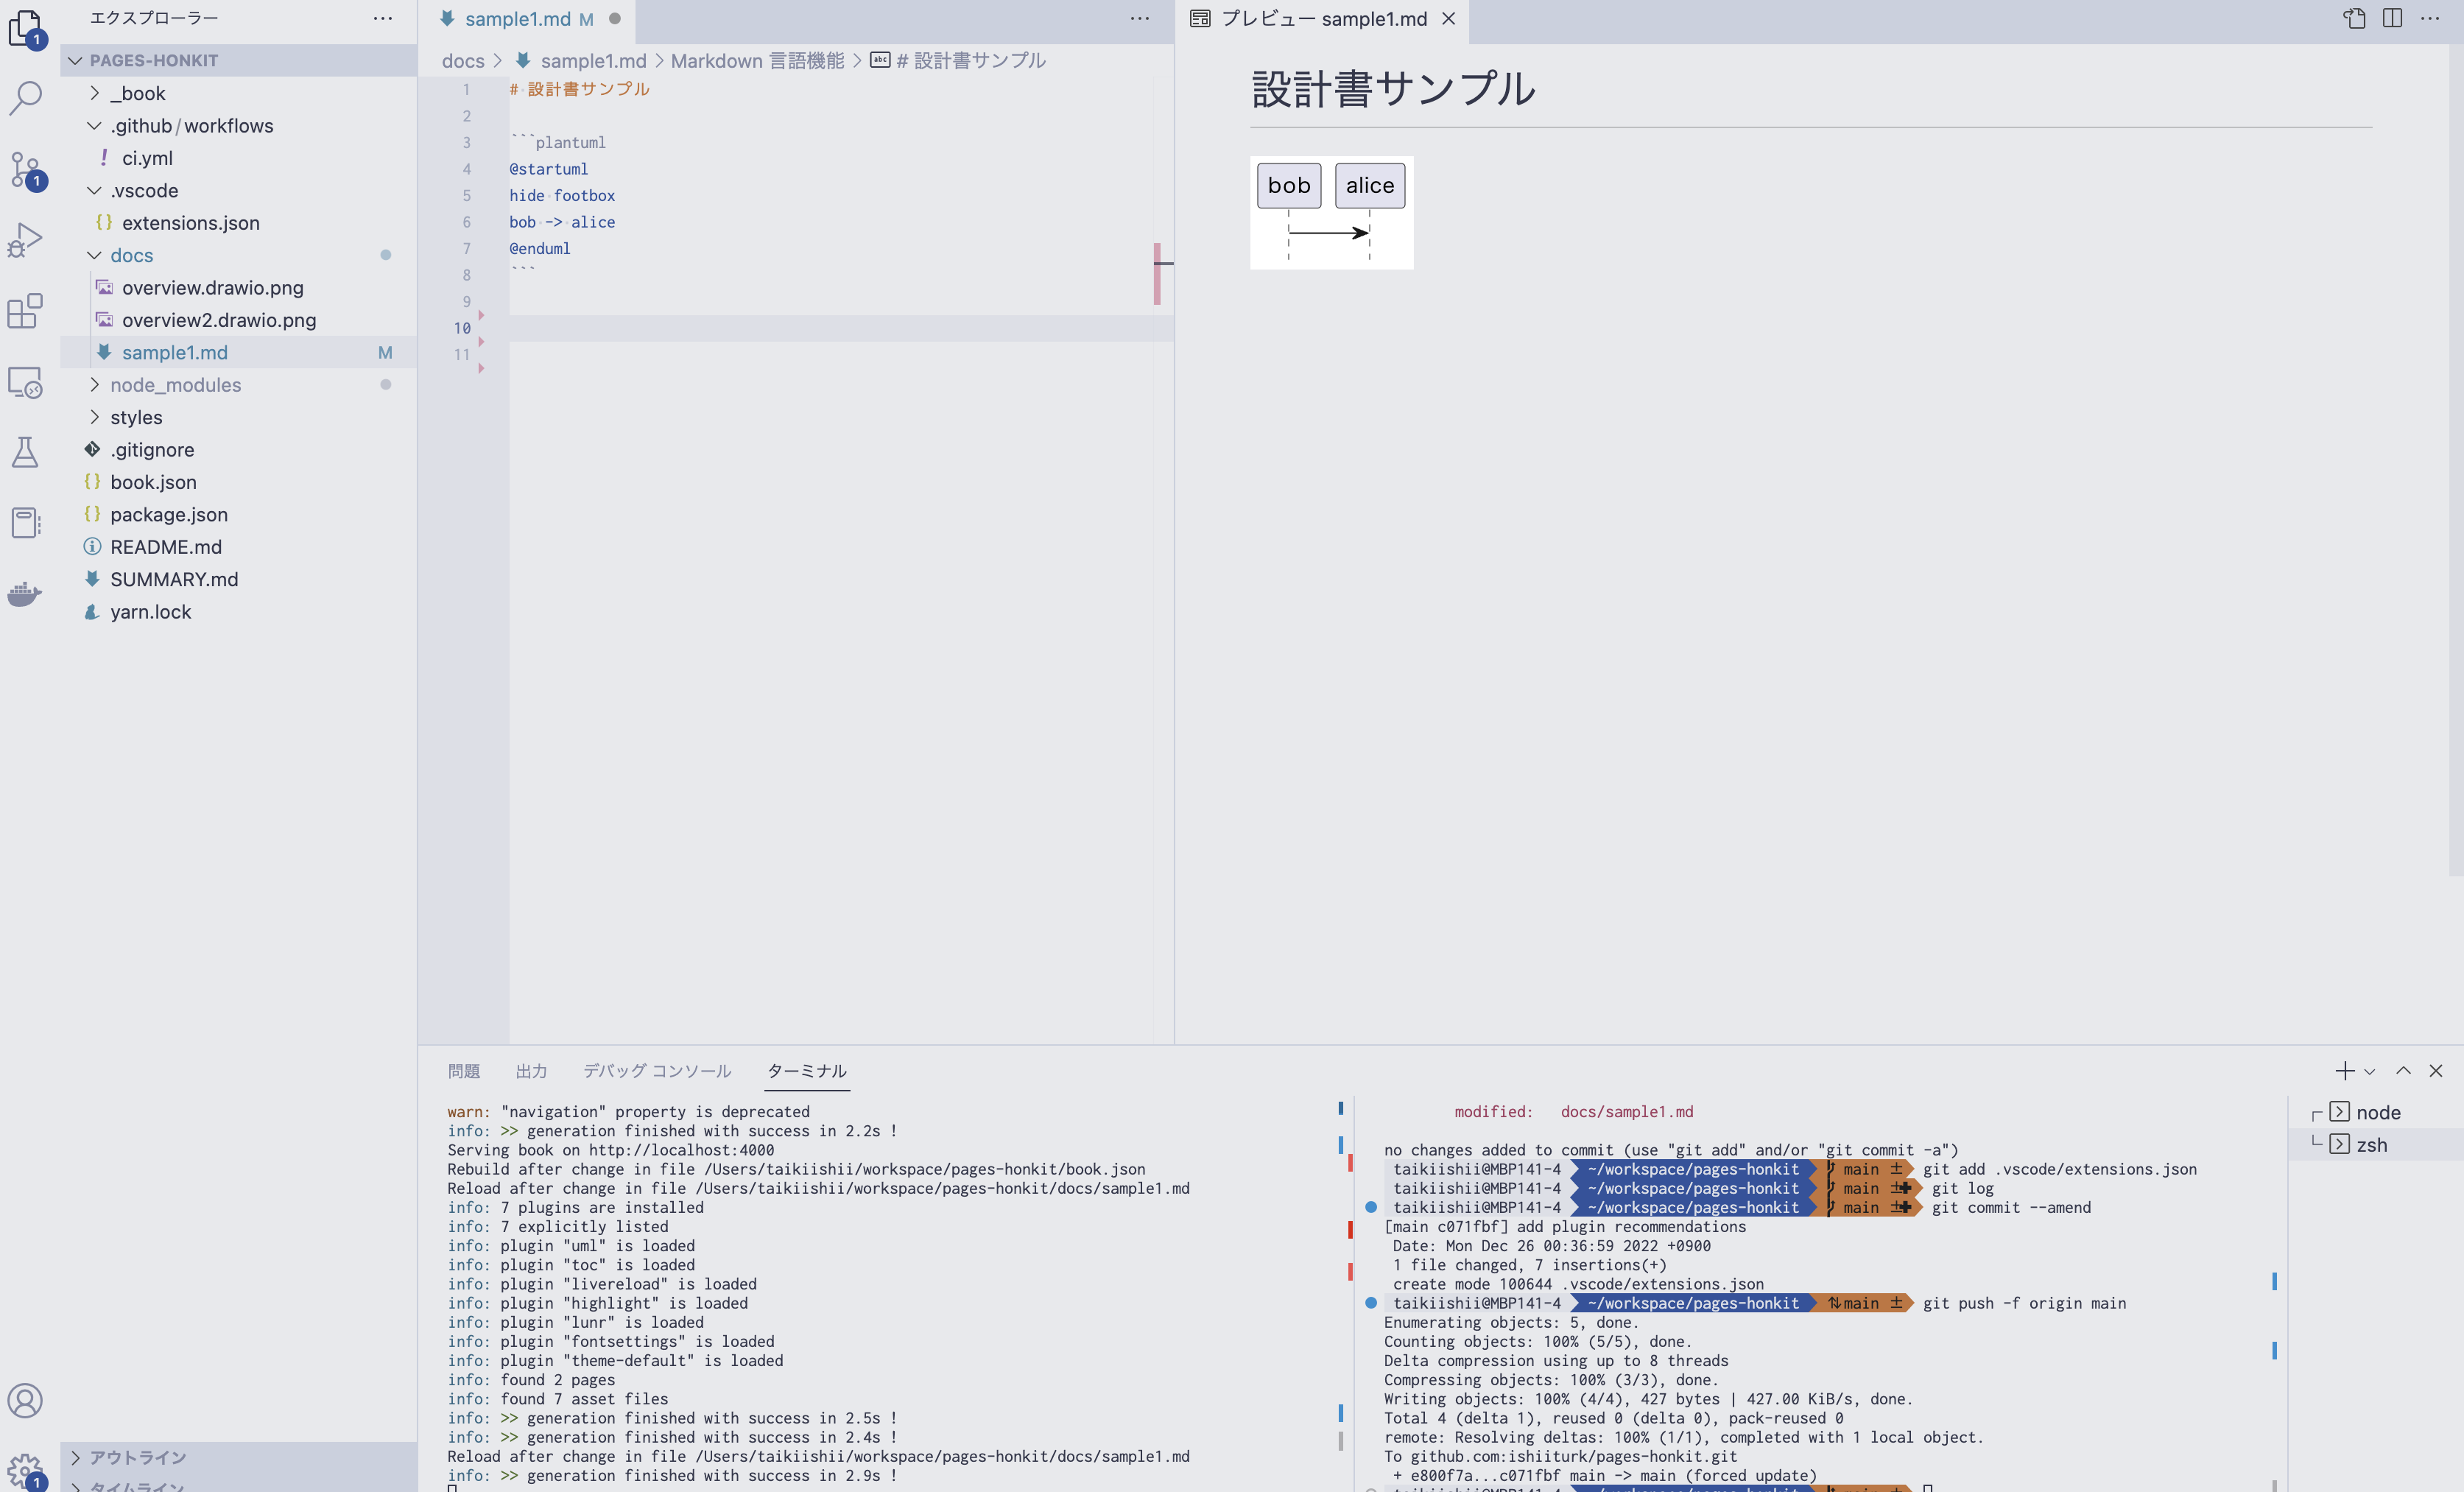 エクスプローラー
PAGES-HONKIT
_book
.github/workflows
ci.yml
.vscode
extensions.json
docs
overview.drawio.png
overview2.drawio.png
sample1.md M
node_modules
styles
.gitignore
book.json
package.json
README.md
SUMMARY.md
yarn.lock
アウトライン
タイムライン
1
1
1
sample1.md M
docs > sample1.md > Markdown 言語機能 > # 設計書サンプル
1 # 設計書サンプル
2
3 ```plantuml
4 @startuml
5 hide footbox
6 bob -> alice
7 @enduml
8 ```
9
10
11
プレビュー sample1.md
設計書サンプル
bob alice
問題 出力 デバッグ コンソール ターミナル
warn: "navigation" property is deprecated
info: >> generation finished with success in 2.2s !
Serving book on http://localhost:4000
Rebuild after change in file /Users/taikiishii/workspace/pages-honkit/book.json
Reload after change in file /Users/taikiishii/workspace/pages-honkit/docs/sample1.md
info: 7 plugins are installed
info: 7 explicitly listed
info: plugin "uml" is loaded
info: plugin "toc" is loaded
info: plugin "livereload" is loaded
info: plugin "highlight" is loaded
info: plugin "lunr" is loaded
info: plugin "fontsettings" is loaded
info: plugin "theme-default" is loaded
info: found 2 pages
info: found 7 asset files
info: >> generation finished with success in 2.5s !
info: >> generation finished with success in 2.4s !
Reload after change in file /Users/taikiishii/workspace/pages-honkit/docs/sample1.md
info: >> generation finished with success in 2.9s !
modified: docs/sample1.md
no changes added to commit (use "git add" and/or "git commit -a")
taikiishii@MBP141-4 ~/workspace/pages-honkit main ± git add .vscode/extensions.json
taikiishii@MBP141-4 ~/workspace/pages-honkit main ±✚ git log
taikiishii@MBP141-4 ~/workspace/pages-honkit main ±✚ git commit --amend
[main c071fbf] add plugin recommendations
Date: Mon Dec 26 00:36:59 2022 +0900
1 file changed, 7 insertions(+)
create mode 100644 .vscode/extensions.json
taikiishii@MBP141-4 ~/workspace/pages-honkit ⇅main ± git push -f origin main
Enumerating objects: 5, done.
Counting objects: 100% (5/5), done.
Delta compression using up to 8 threads
Compressing objects: 100% (3/3), done.
Writing objects: 100% (4/4), 427 bytes | 427.00 KiB/s, done.
Total 4 (delta 1), reused 0 (delta 0), pack-reused 0
remote: Resolving deltas: 100% (1/1), completed with 1 local object.
To github.com:ishiiturk/pages-honkit.git
+ e800f7a...c071fbf main -> main (forced update)
node
zsh